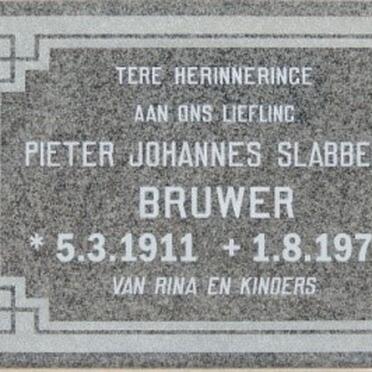 TERE HERINNERINGE
AAN ONS LIEFLING
PIETER JOHANNES SLABBE
BRUWER
* 5.3.1911 + 1.8.197
VAN RINA EN KINDERS